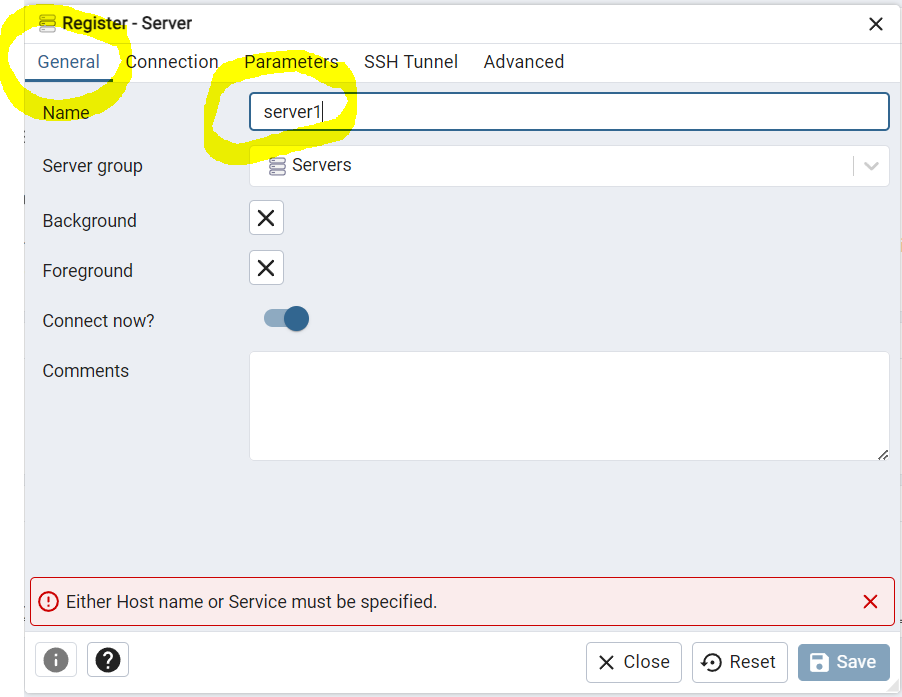 Register - Server
General Connection Parameters SSH Tunnel Advanced
Name server1
Server group Servers
Background
Foreground
Connect now?
Comments
Either Host name or Service must be specified.
Close Reset Save